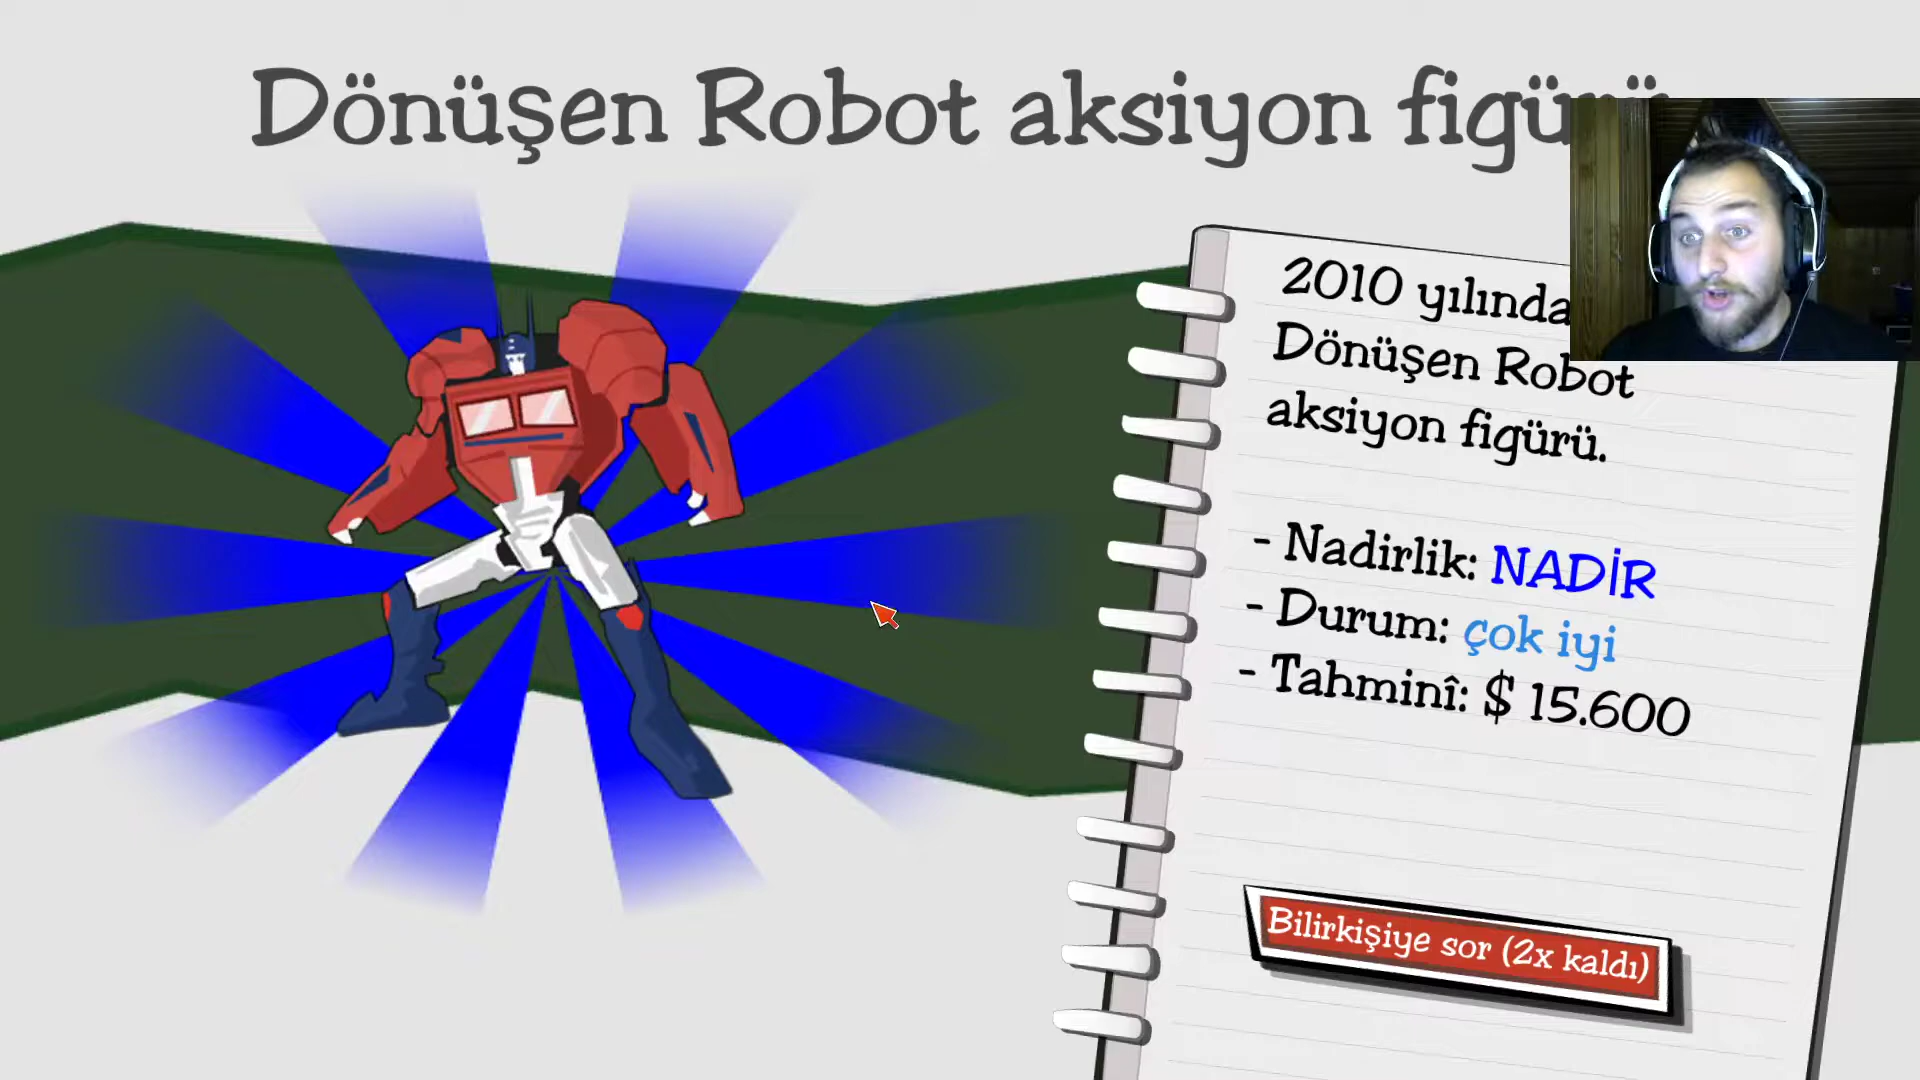 Dönüşen Robot aksiyon
2010 yılında
Dönüşen Robot
aksiyon figürü.
- Nadirlik: NADİR
- Durum: çok iyi
- Tahminî: $ 15.600
Bilirkişiye sor (2x kaldı)